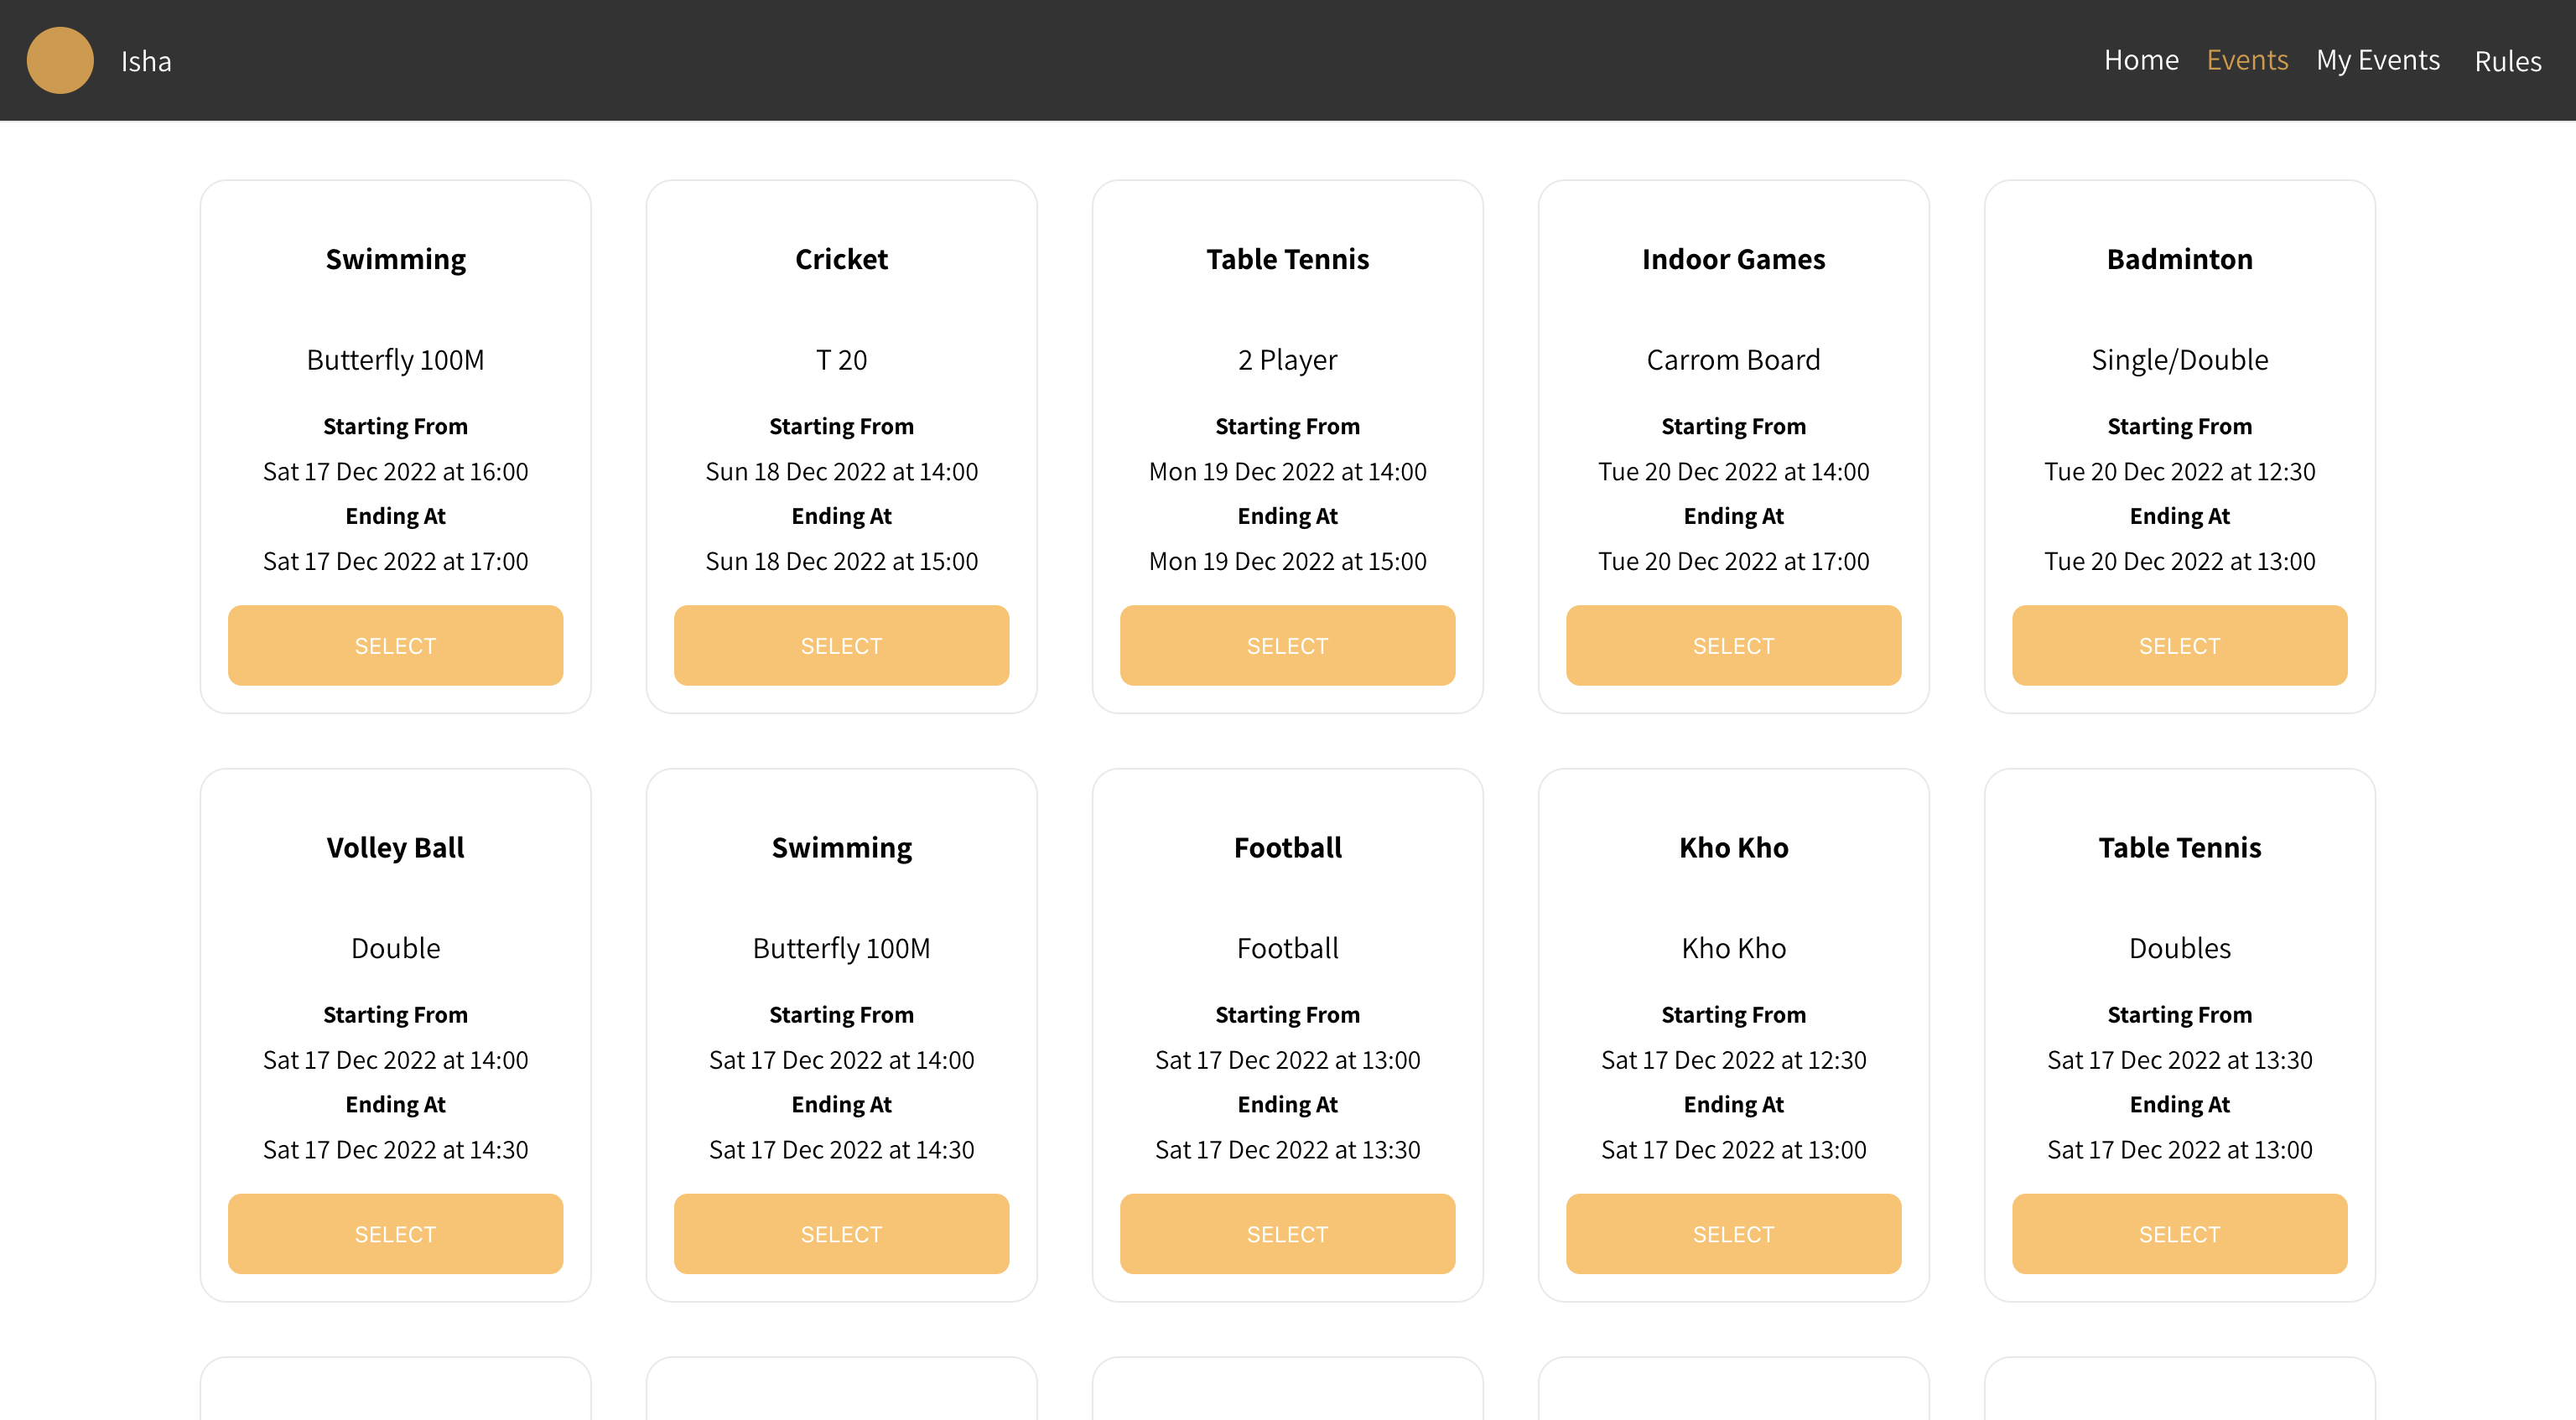 Isha
Home Events My Events Rules
Swimming
Butterfly 100M
Starting From
Sat 17 Dec 2022 at 16:00
Ending At
Sat 17 Dec 2022 at 17:00
SELECT
Cricket
T 20
Starting From
Sun 18 Dec 2022 at 14:00
Ending At
Sun 18 Dec 2022 at 15:00
SELECT
Table Tennis
2 Player
Starting From
Mon 19 Dec 2022 at 14:00
Ending At
Mon 19 Dec 2022 at 15:00
SELECT
Indoor Games
Carrom Board
Starting From
Tue 20 Dec 2022 at 14:00
Ending At
Tue 20 Dec 2022 at 17:00
SELECT
Badminton
Single/Double
Starting From
Tue 20 Dec 2022 at 12:30
Ending At
Tue 20 Dec 2022 at 13:00
SELECT
Volley Ball
Double
Starting From
Sat 17 Dec 2022 at 14:00
Ending At
Sat 17 Dec 2022 at 14:30
SELECT
Swimming
Butterfly 100M
Starting From
Sat 17 Dec 2022 at 14:00
Ending At
Sat 17 Dec 2022 at 14:30
SELECT
Football
Football
Starting From
Sat 17 Dec 2022 at 13:00
Ending At
Sat 17 Dec 2022 at 13:30
SELECT
Kho Kho
Kho Kho
Starting From
Sat 17 Dec 2022 at 12:30
Ending At
Sat 17 Dec 2022 at 13:00
SELECT
Table Tennis
Doubles
Starting From
Sat 17 Dec 2022 at 13:30
Ending At
Sat 17 Dec 2022 at 13:00
SELECT